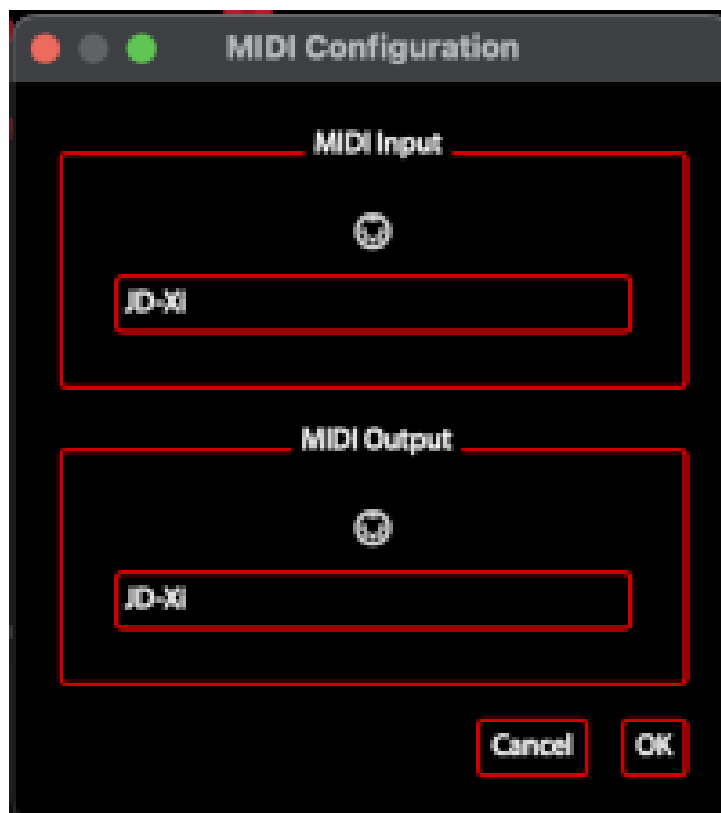 MIDI Configuration
MIDI Input
JD-Xi
MIDI Output
JD-Xi
Cancel OK